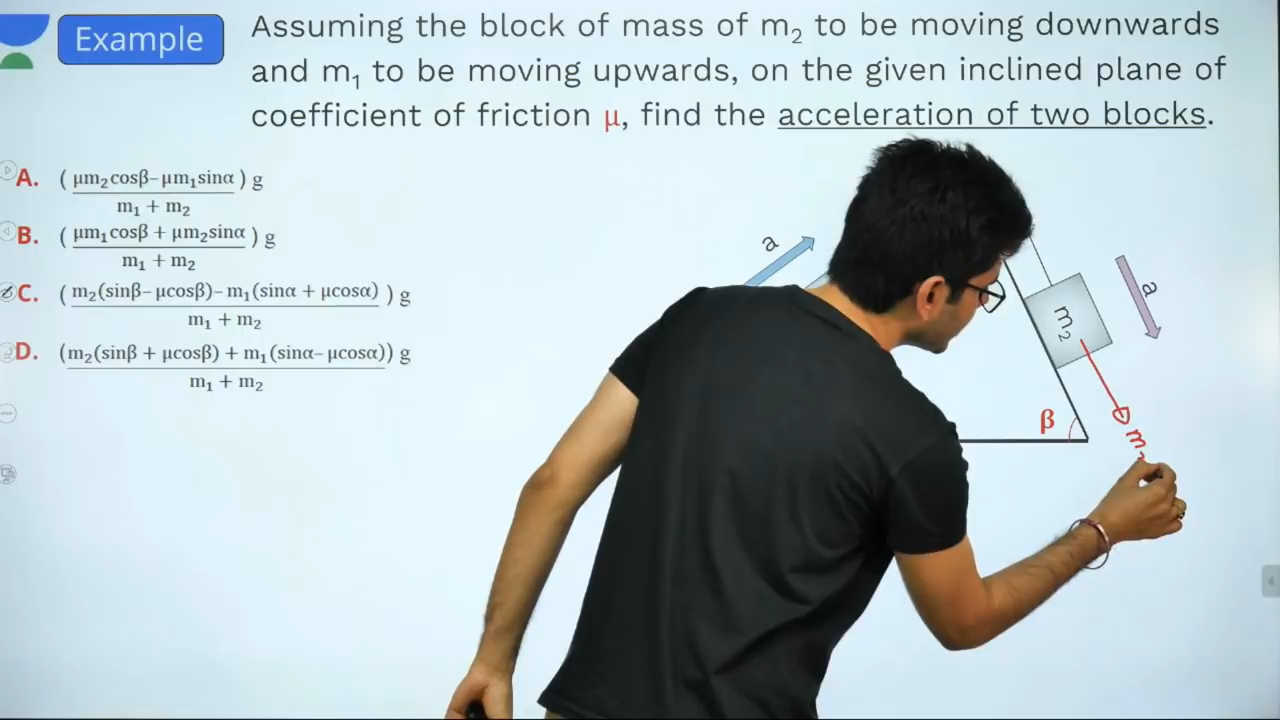 Example
Assuming the block of mass of m₂ to be moving downwards
and m₁ to be moving upwards, on the given inclined plane of
coefficient of friction μ, find the acceleration of two blocks.
A. ( μm₂cosβ–μm₁sinα ) g
m₁ + m₂
B. ( μm₁cosβ + μm₂sinα ) g
m₁ + m₂
C. ( m₂(sinβ– μcosβ)– m₁(sinα + μcosα) ) g
m₁ + m₂
D. (m₂(sinβ + μcosβ) + m₁(sinα– μcosα)) g
m₁ + m₂
a
m₂
a
β
m